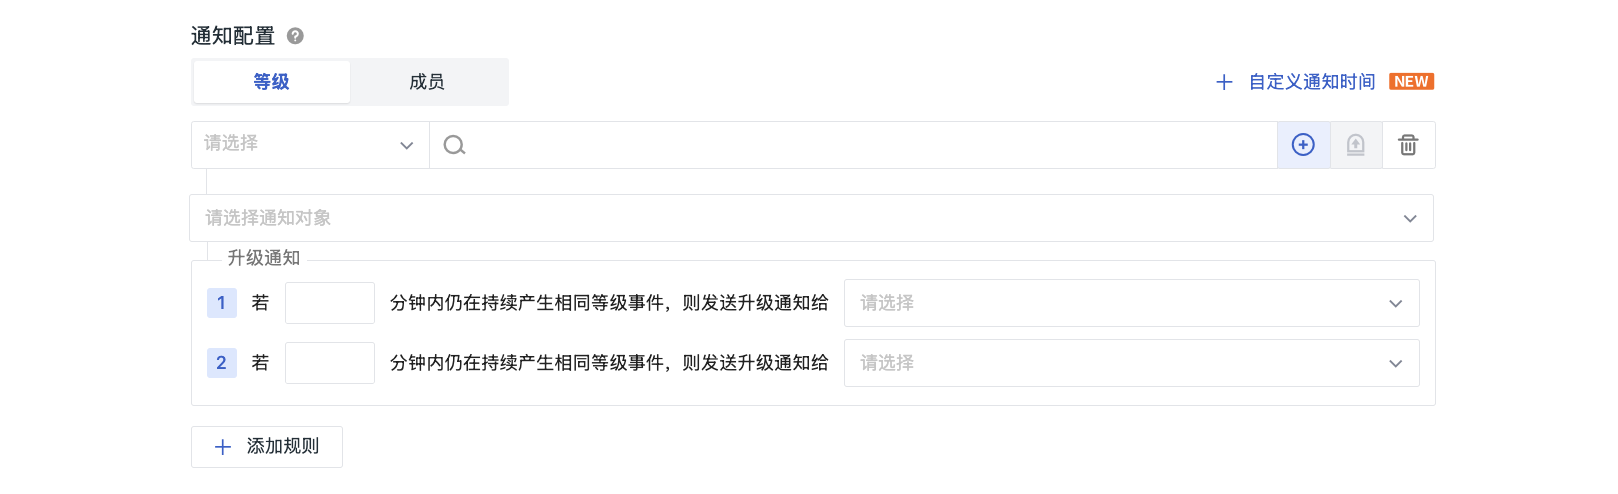 通知配置
等级 成员 自定义通知时间 NEW
请选择
请选择通知对象
升级通知
1 若 分钟内仍在持续产生相同等级事件，则发送升级通知给 请选择
2 若 分钟内仍在持续产生相同等级事件，则发送升级通知给 请选择
添加规则